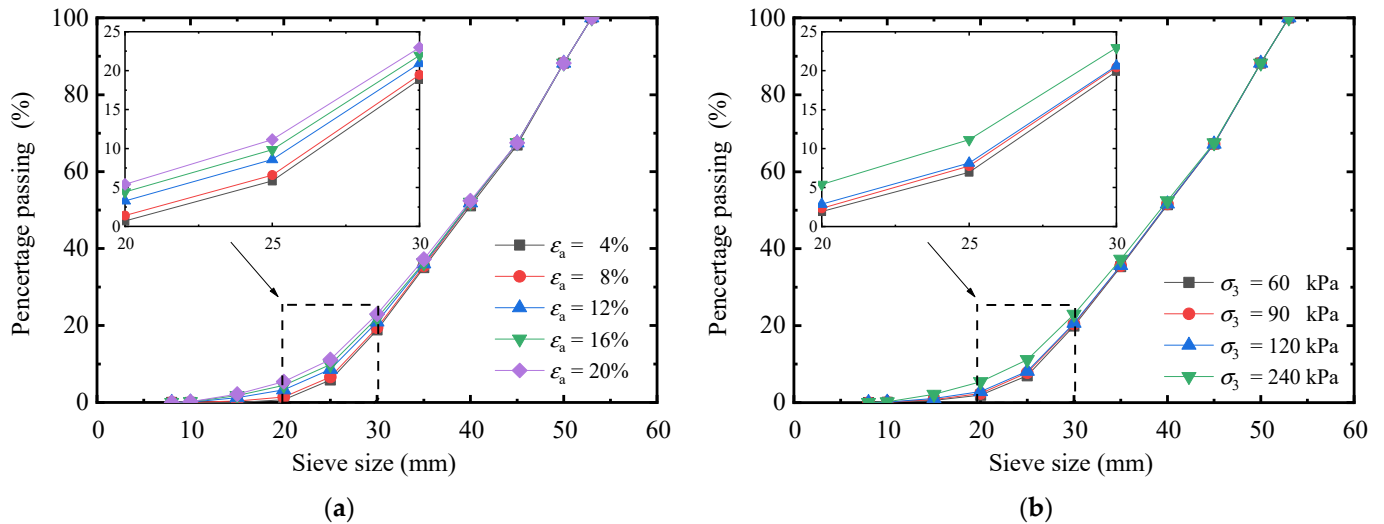 100
80
60
40
20
0
Pencertage passing (%)
25
20
15
10
5
0
20
25
30
εa = 4%
εa = 8%
εa = 12%
εa = 16%
εa = 20%
0 10 20 30 40 50 60
Sieve size (mm)
(a)
100
80
60
40
20
0
Pencertage passing (%)
25
20
15
10
5
0
20
25
30
σ3 = 60 kPa
σ3 = 90 kPa
σ3 = 120 kPa
σ3 = 240 kPa
0 10 20 30 40 50 60
Sieve size (mm)
(b)